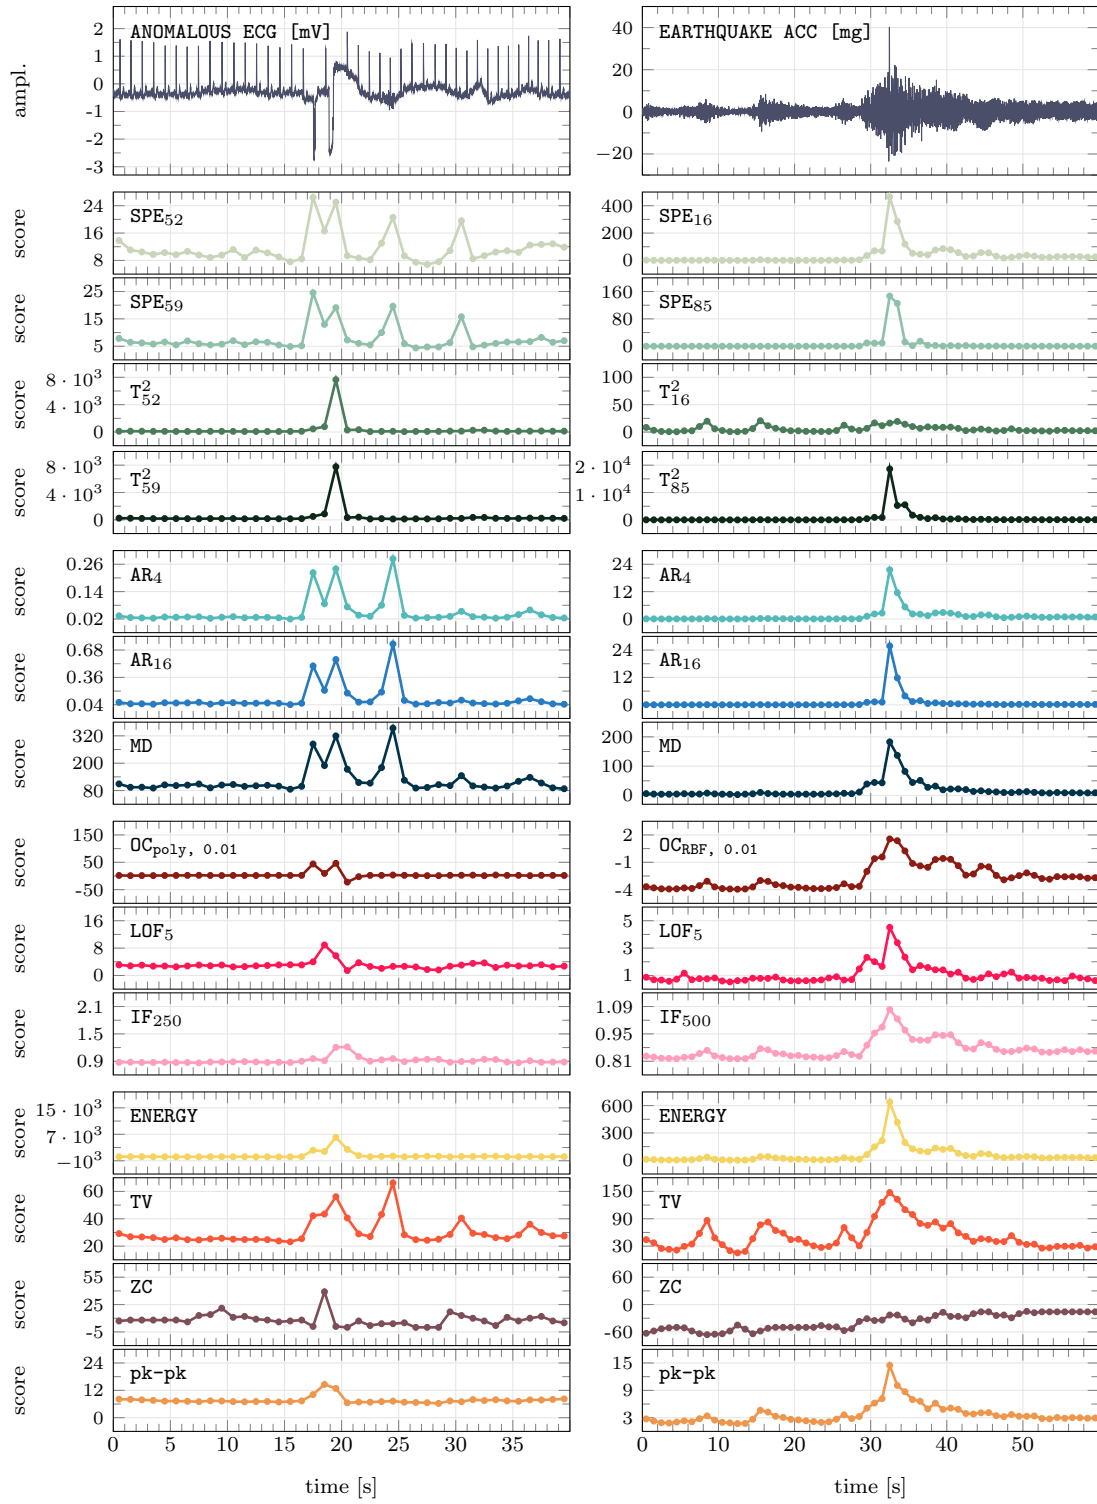 ANOMALOUS ECG [mV]
ampl.
2
1
0
−1
−2
−3
EARTHQUAKE ACC [mg]
40
20
0
−20
score
SPE52
24
16
8
SPE16
400
200
0
score
SPE59
25
15
5
SPE85
160
80
0
score
T²52
8 · 10³
4 · 10³
0
T²16
100
50
0
score
T²59
8 · 10³
4 · 10³
0
T²85
2 · 10⁴
1 · 10⁴
0
score
AR4
0.26
0.14
0.02
AR4
24
12
0
score
AR16
0.68
0.36
0.04
AR16
24
12
0
score
MD
320
200
80
MD
200
100
0
score
OCpoly, 0.01
150
50
-50
OCRBF, 0.01
2
-1
-4
score
LOF5
16
8
0
LOF5
5
3
1
score
IF250
2.1
1.5
0.9
IF500
1.09
0.95
0.81
score
ENERGY
15 · 10³
7 · 10³
−10³
ENERGY
600
300
0
score
TV
60
40
20
TV
150
90
30
score
ZC
55
25
-5
ZC
60
0
-60
score
pk-pk
24
12
0
pk-pk
15
9
3
0 5 10 15 20 25 30 35
0 10 20 30 40 50
time [s]
time [s]